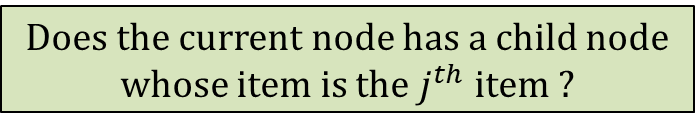 Does the current node has a child node
whose item is the jᵗʰ item ?